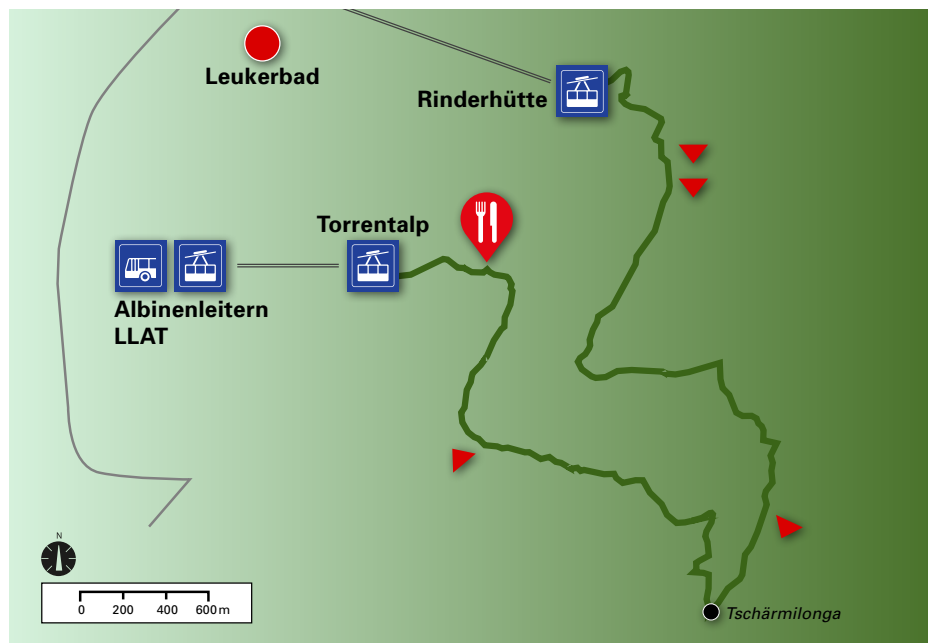 Leukerbad
Rinderhütte
Torrentalp
Albinenleitern
LLAT
N
0 200 400 600 m
Tschärmilonga